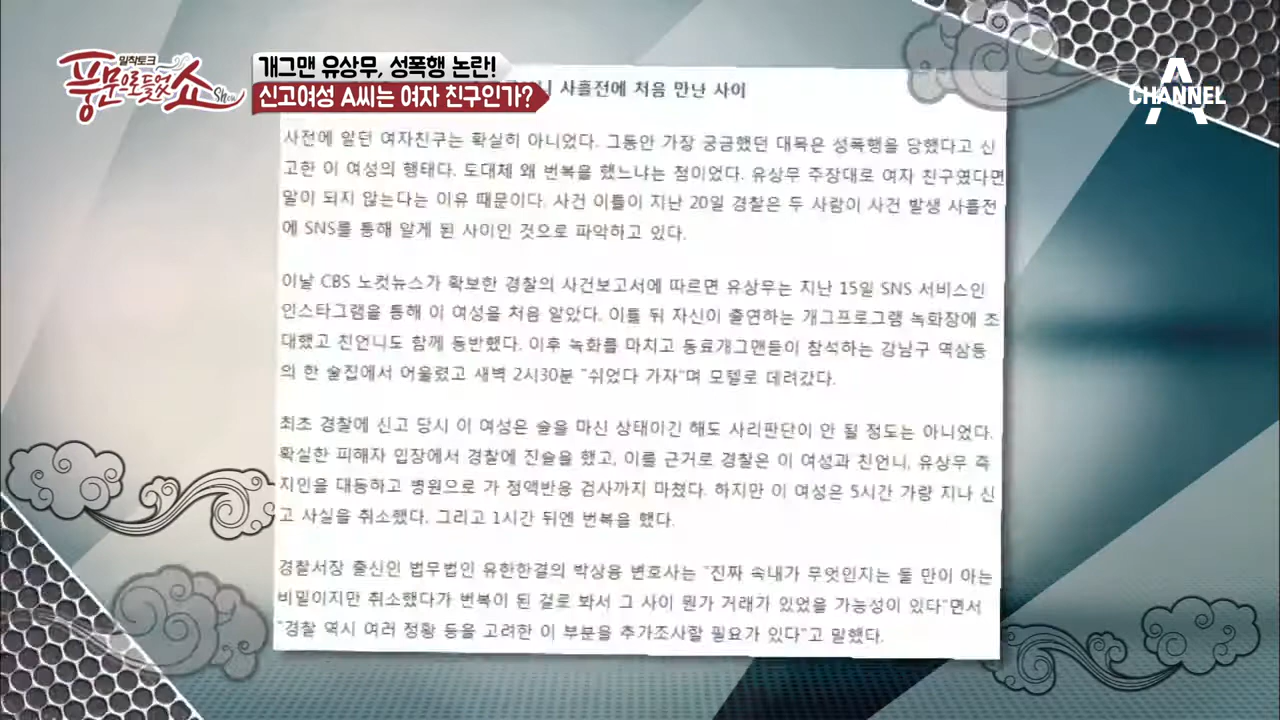 밀착토크
풍문으로들었쇼
Show
개그맨 유상무, 성폭행 논란!
신고여성 A씨는 여자 친구인가?
CHANNEL A
사흘전에 처음 만난 사이
사전에 알던 여자친구는 확실히 아니었다. 그동안 가장 궁금했던 대목은 성폭행을 당했다고 신
고한 이 여성의 행태다. 도대체 왜 번복을 했느냐는 점이었다. 유상무 주장대로 여자 친구였다면
말이 되지 않는다는 이유 때문이다. 사건 이틀이 지난 20일 경찰은 두 사람이 사건 발생 사흘전
에 SNS를 통해 알게 된 사이인 것으로 파악하고 있다.
이날 CBS 노컷뉴스가 확보한 경찰의 사건보고서에 따르면 유상무는 지난 15일 SNS 서비스인
인스타그램을 통해 이 여성을 처음 알았다. 이틀 뒤 자신이 출연하는 개그프로그램 녹화장에 초
대했고 친언니도 함께 동반했다. 이후 녹화를 마치고 동료개그맨들이 참석하는 강남구 역삼동
의 한 술집에서 어울렸고 새벽 2시30분 "쉬었다 가자"며 모텔로 데려갔다.
최초 경찰에 신고 당시 이 여성은 술을 마신 상태이긴 해도 사리판단이 안 될 정도는 아니었다.
확실한 피해자 입장에서 경찰에 진술을 했고, 이를 근거로 경찰은 이 여성과 친언니, 유상무 측
지인을 대동하고 병원으로 가 정액반응 검사까지 마쳤다. 하지만 이 여성은 5시간 가량 지나 신
고 사실을 취소했다. 그리고 1시간 뒤엔 번복을 했다.
경찰서장 출신인 법무법인 유한한결의 박상융 변호사는 "진짜 속내가 무엇인지는 둘 만이 아는
비밀이지만 취소했다가 번복이 된 걸로 봐서 그 사이 뭔가 거래가 있었을 가능성이 있타"면서
"경찰 역시 여러 정황 등을 고려한 이 부분을 추가조사할 필요가 있다"고 말했다.